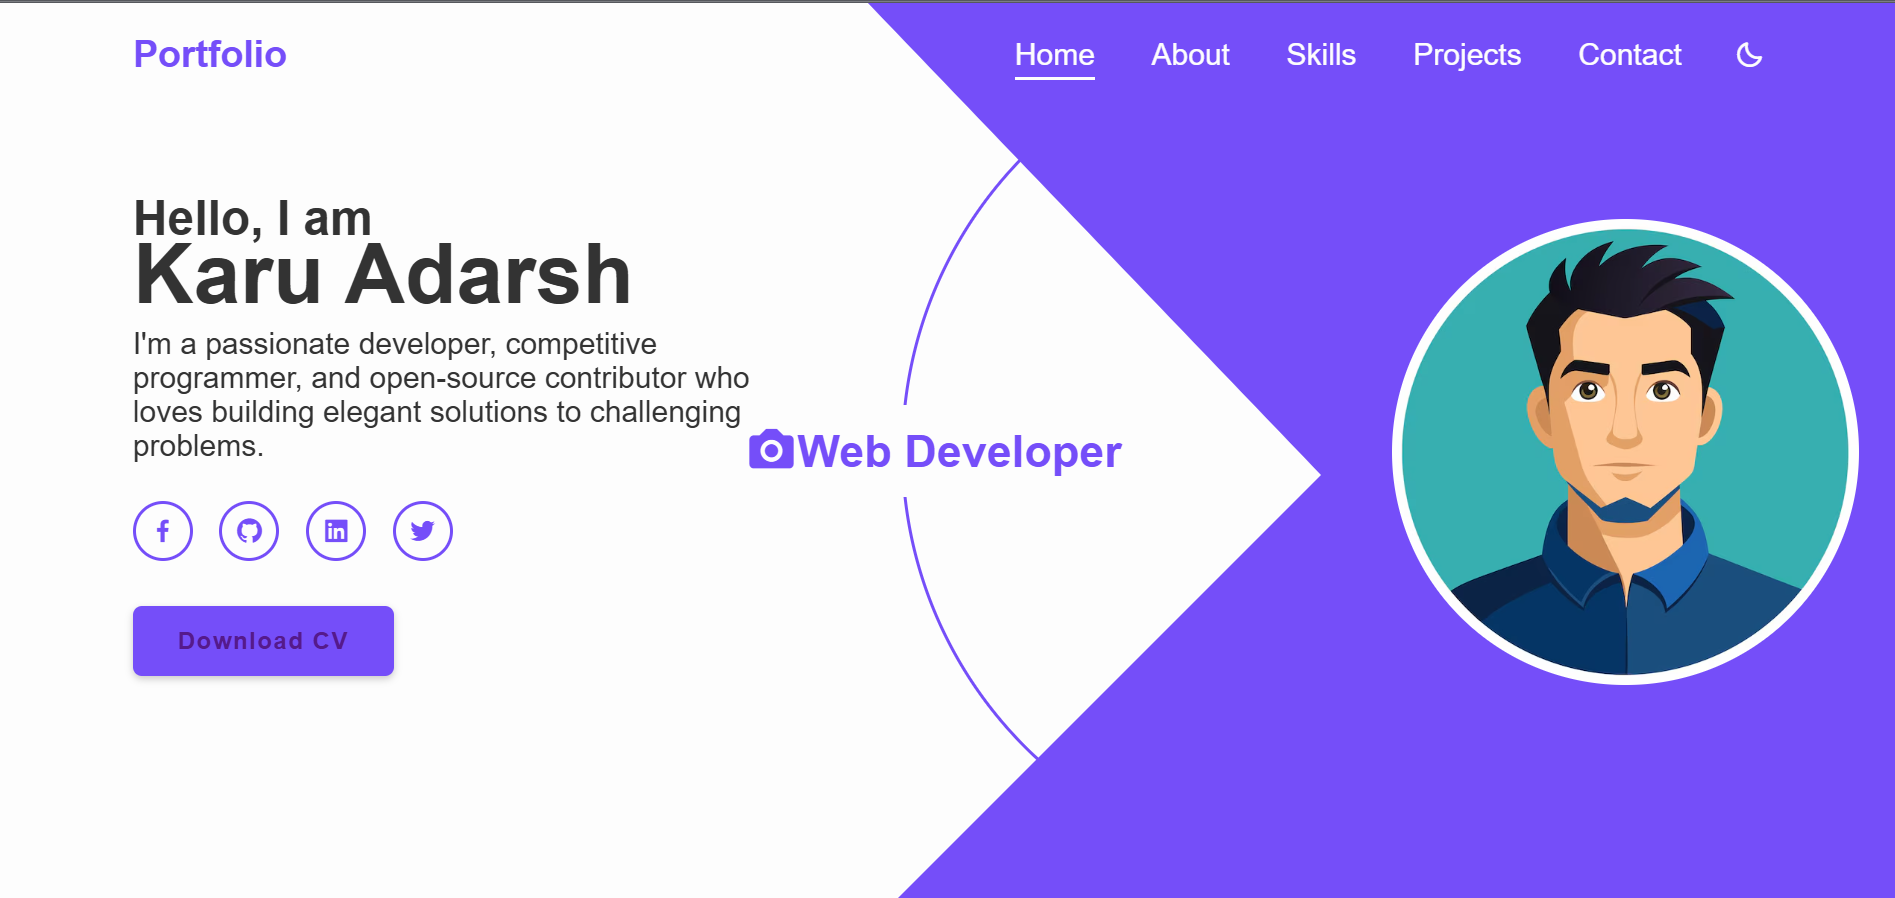 Portfolio
Home About Skills Projects Contact
Hello, I am
Karu Adarsh
I'm a passionate developer, competitive
programmer, and open-source contributor who
loves building elegant solutions to challenging
problems.
Web Developer
Download CV